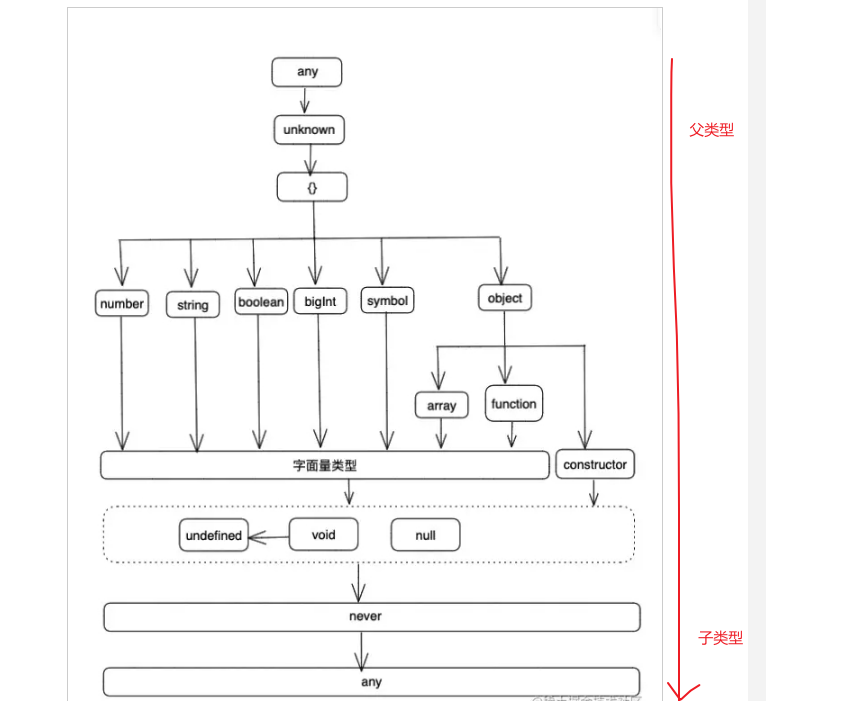 any
父类型
unknown
{}
number
string
boolean
bigInt
symbol
object
array
function
字面量类型
constructor
undefined
void
null
never
子类型
any